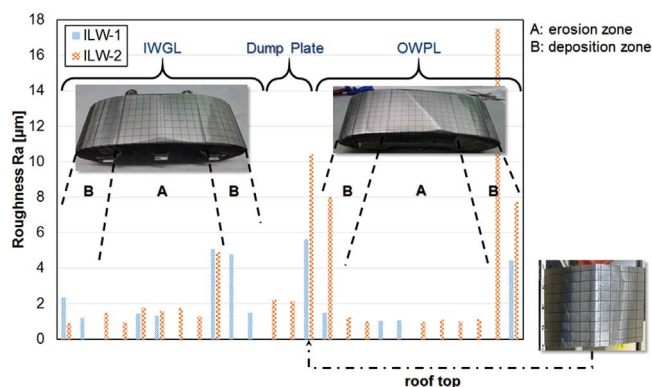 Roughness Ra [µm]
18
16
14
12
10
8
6
4
2
0
ILW-1
ILW-2
IWGL
Dump Plate
OWPL
A: erosion zone
B: deposition zone
B
A
B
B
A
B
roof top